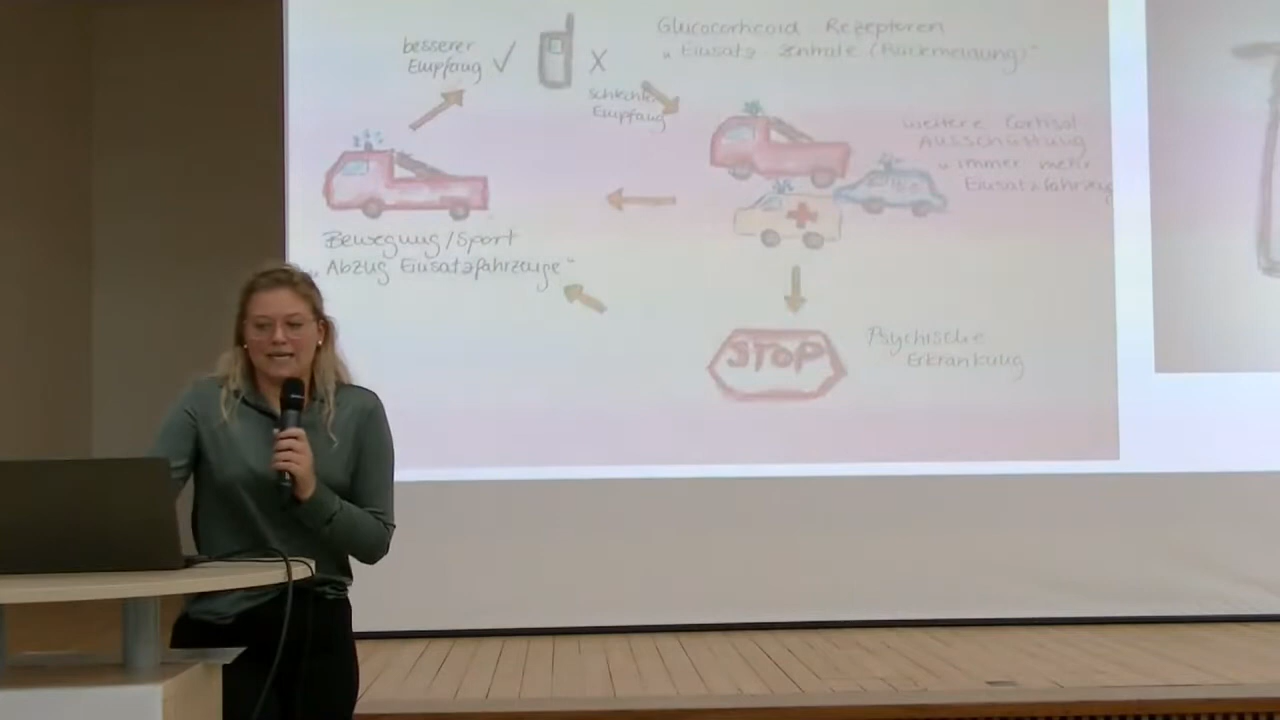 besserer
Empfang ✓
X
schlechter
Empfang
Glucocorticoid Rezeptoren
„Einsatz-Zentrale (Rückmeldung)"
weitere Cortisol
Ausschüttung
„immer mehr
Einsatzfahrzeug
Bewegung/Sport
„Abzug Einsatzfahrzeuge"
STOP
Psychische
Erkrankung